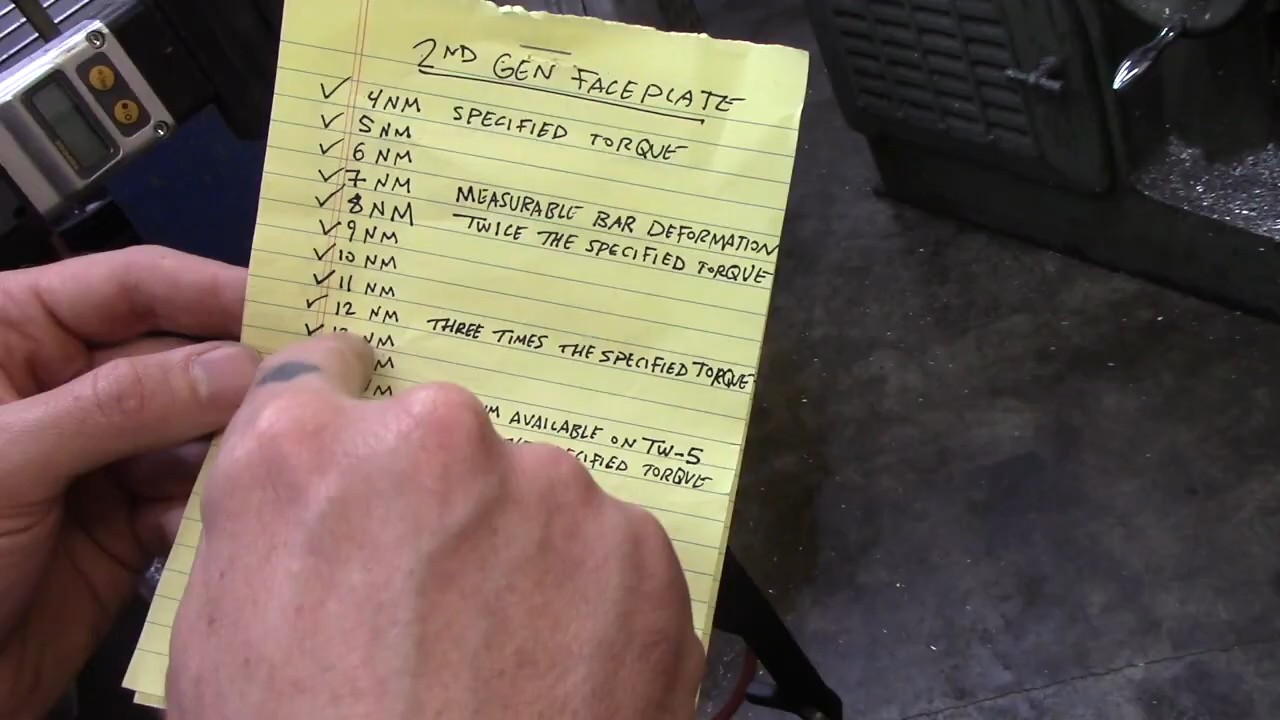 2ND GEN FACEPLATE
✓ 4NM SPECIFIED TORQUE
✓ 5NM
✓ 6NM
✓ 7NM MEASURABLE BAR DEFORMATION
✓ 8NM TWICE THE SPECIFIED TORQUE
✓ 9NM
✓ 10 NM
✓ 11 NM
✓ 12 NM THREE TIMES THE SPECIFIED TORQUE
✓ NM
AVAILABLE ON TW-5
TORQUE